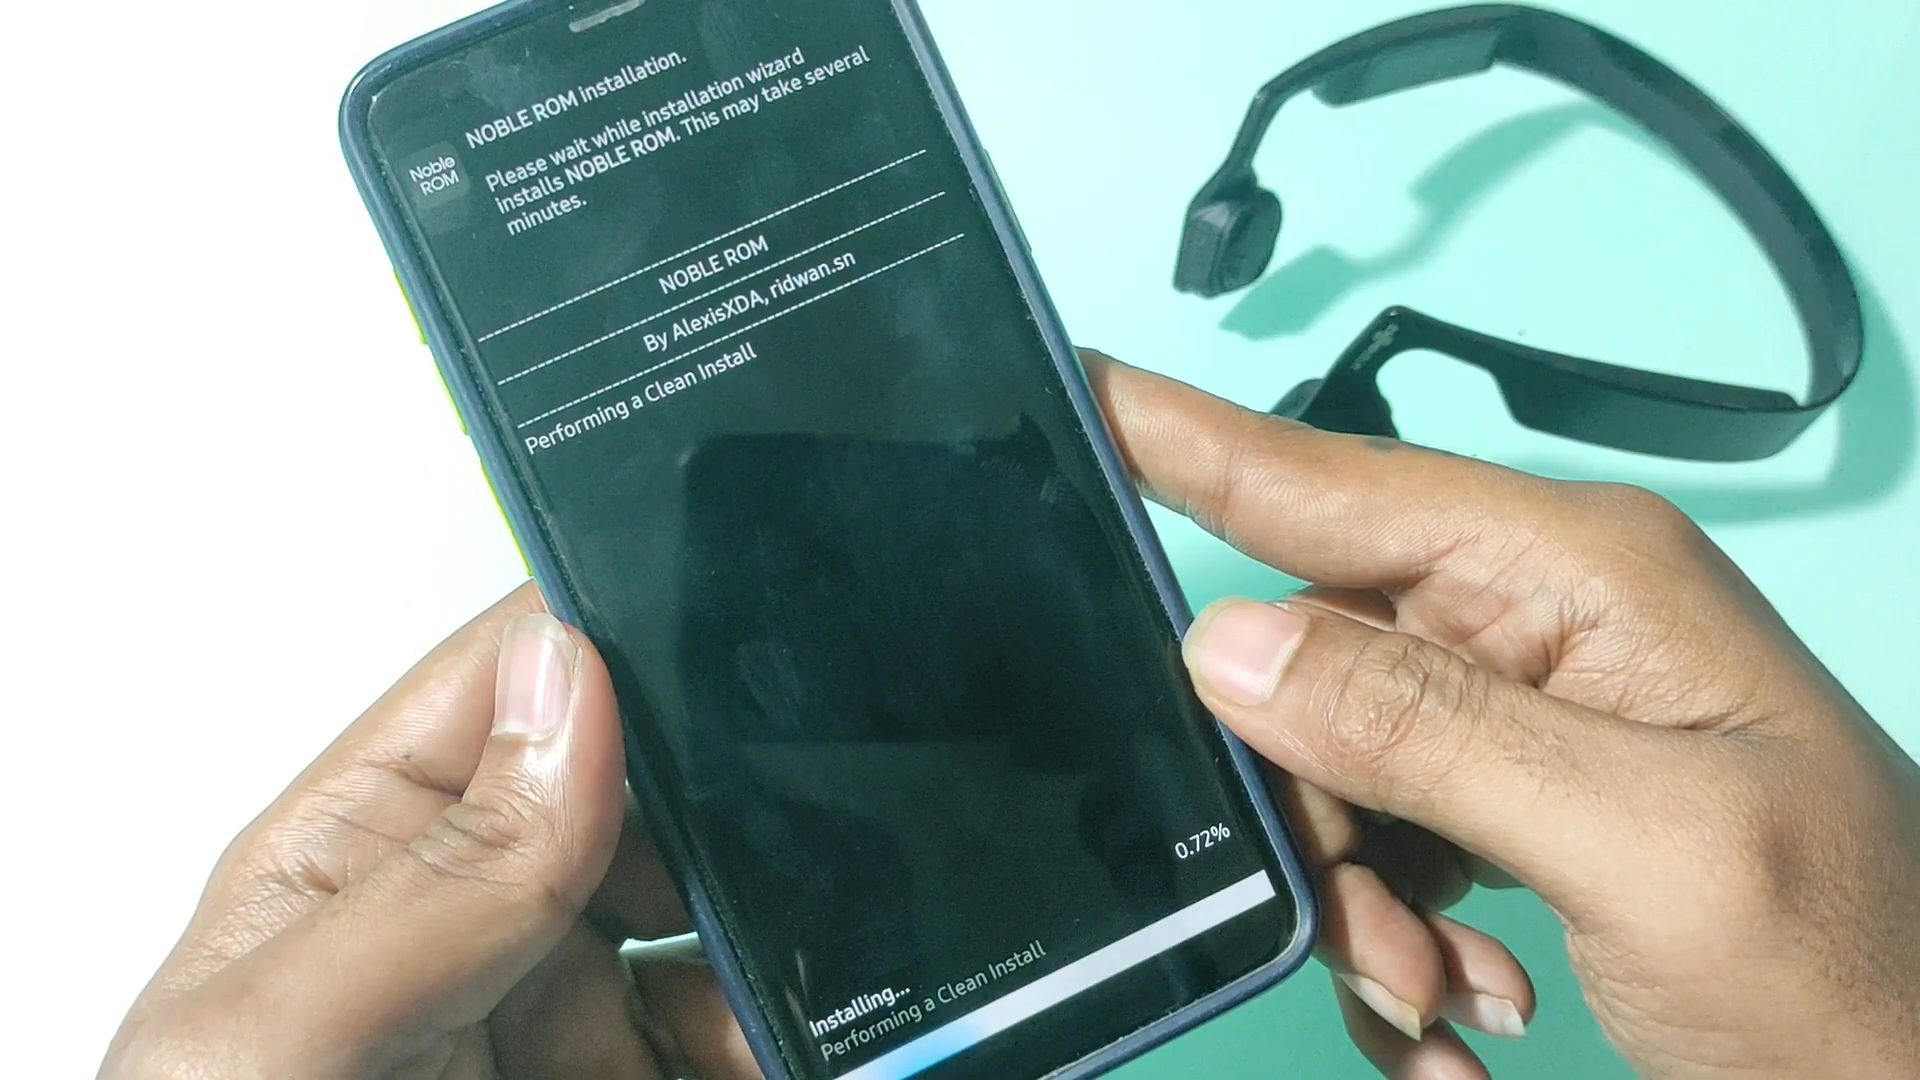 Noble
ROM
NOBLE ROM installation.
Please wait while installation wizard
installs NOBLE ROM. This may take several
minutes.
NOBLE ROM
By AlexisXDA, ridwan.sn
Performing a Clean Install
0.72%
Installing...
Performing a Clean Install